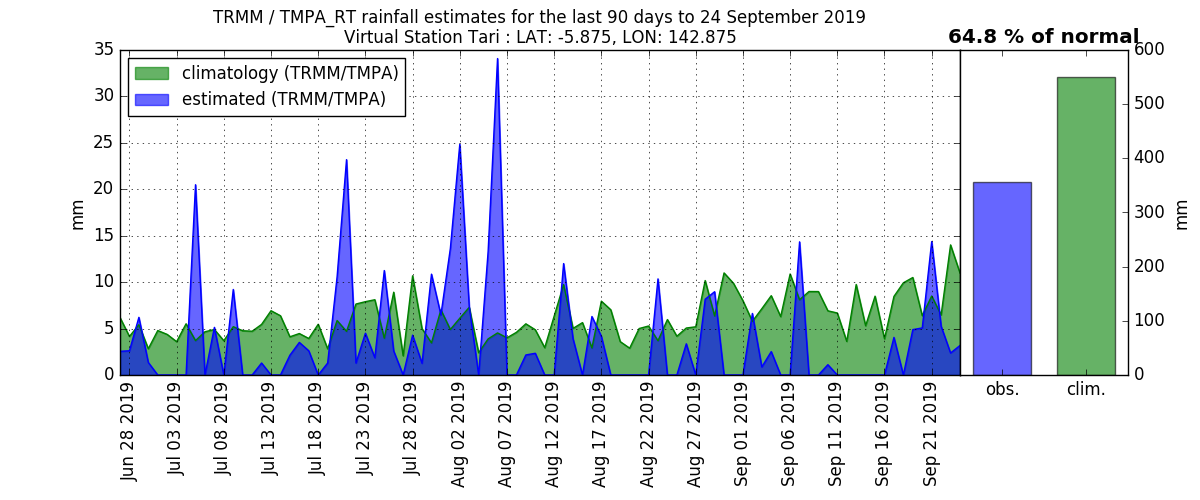 TRMM / TMPA_RT rainfall estimates for the last 90 days to 24 September 2019
Virtual Station Tari : LAT: -5.875, LON: 142.875
64.8 % of normal
climatology (TRMM/TMPA)
estimated (TRMM/TMPA)
35
30
25
20
15
10
5
0
mm
Jun 28 2019
Jul 03 2019
Jul 08 2019
Jul 13 2019
Jul 18 2019
Jul 23 2019
Jul 28 2019
Aug 02 2019
Aug 07 2019
Aug 12 2019
Aug 17 2019
Aug 22 2019
Aug 27 2019
Sep 01 2019
Sep 06 2019
Sep 11 2019
Sep 16 2019
Sep 21 2019
obs.
clim.
600
500
400
300
200
100
0
mm